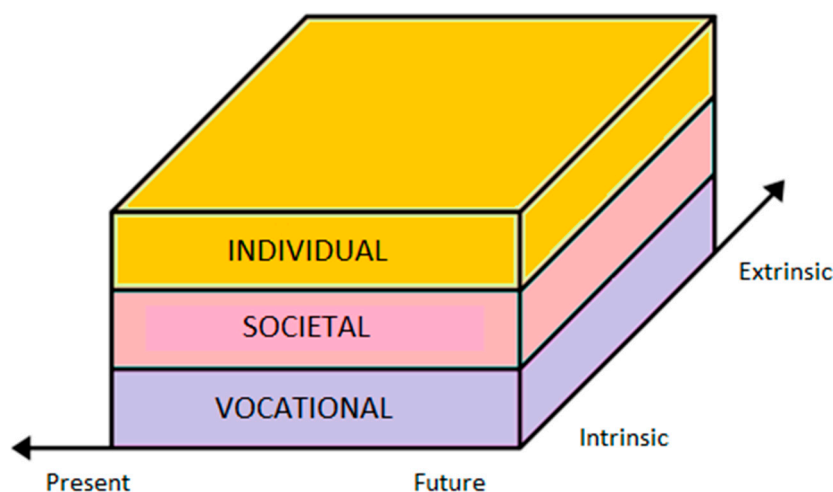 INDIVIDUAL
SOCIETAL
VOCATIONAL
Extrinsic
Intrinsic
Present
Future